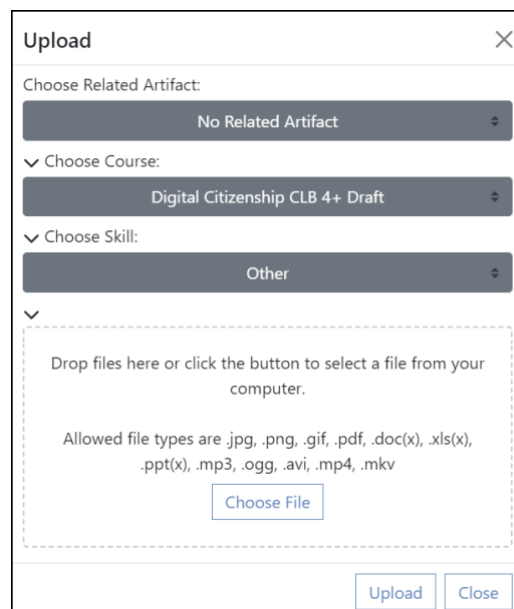 Upload
Choose Related Artifact:
No Related Artifact
Choose Course:
Digital Citizenship CLB 4+ Draft
Choose Skill:
Other
Drop files here or click the button to select a file from your
computer.
Allowed file types are .jpg, .png, .gif, .pdf, .doc(x), .xls(x),
.ppt(x), .mp3, .ogg, .avi, .mp4, .mkv
Choose File
Upload Close